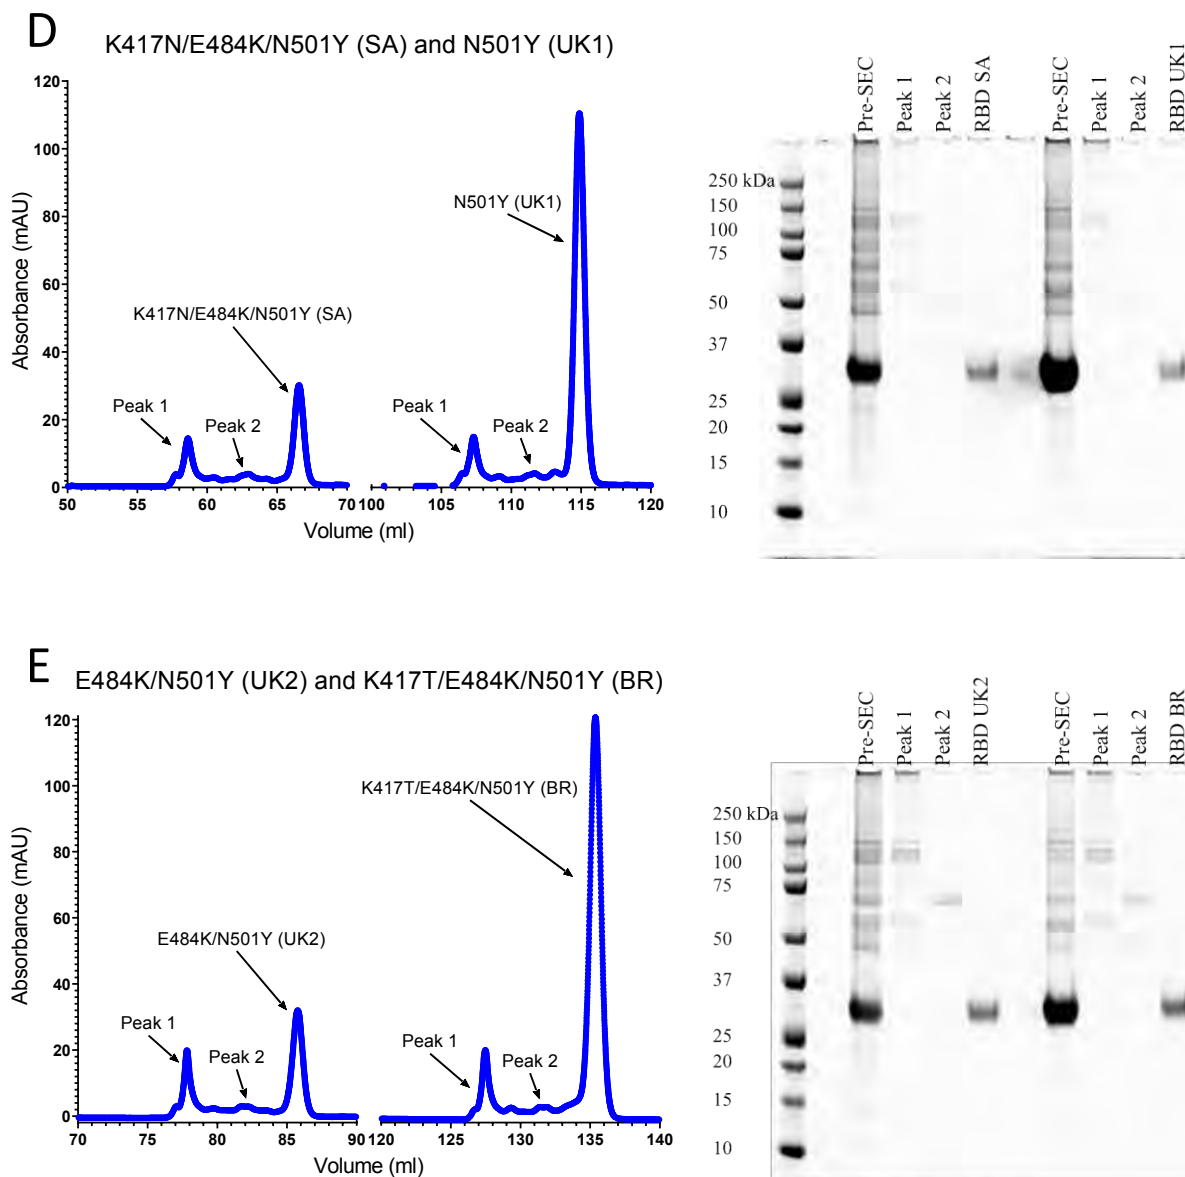 D
K417N/E484K/N501Y (SA) and N501Y (UK1)
Absorbance (mAU)
120
100
80
60
40
20
0
N501Y (UK1)
K417N/E484K/N501Y (SA)
Peak 1
Peak 2
Peak 1
Peak 2
50 55 60 65 70 100 105 110 115 120
Volume (ml)
Pre-SEC
Peak 1
Peak 2
RBD SA
Pre-SEC
Peak 1
Peak 2
RBD UK1
250 kDa
150
100
75
50
37
25
20
15
10
E
E484K/N501Y (UK2) and K417T/E484K/N501Y (BR)
Absorbance (mAU)
120
100
80
60
40
20
0
K417T/E484K/N501Y (BR)
E484K/N501Y (UK2)
Peak 1
Peak 2
Peak 1
Peak 2
70 75 80 85 90 120 125 130 135 140
Volume (ml)
Pre-SEC
Peak 1
Peak 2
RBD UK2
Pre-SEC
Peak 1
Peak 2
RBD BR
250 kDa
150
100
75
50
37
25
20
15
10